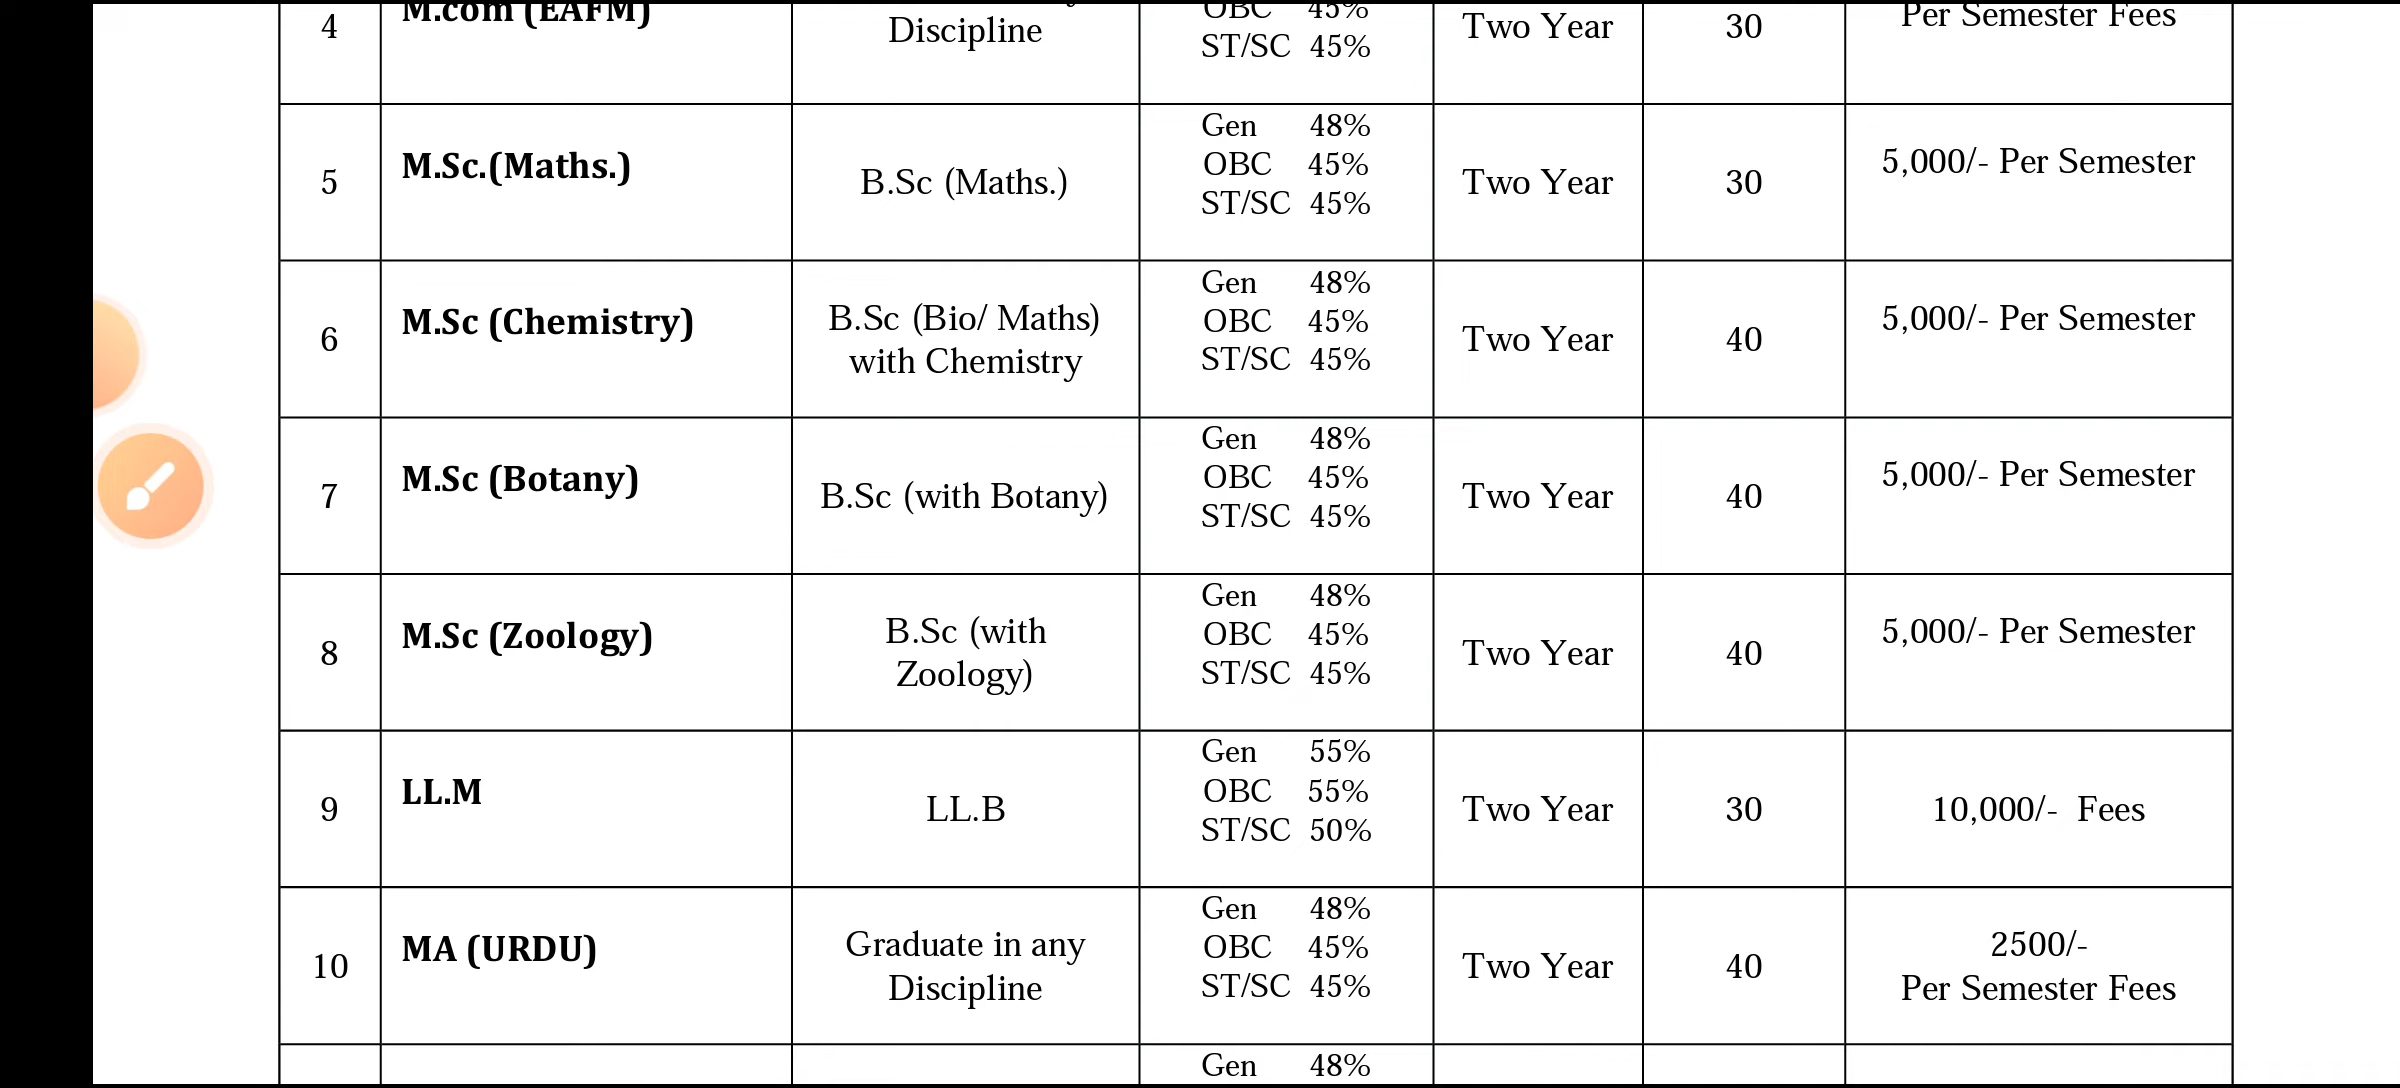 4
M.com (EAFM)
Discipline
OBC 45%
ST/SC 45%
Two Year
30
Per Semester Fees
5
M.Sc.(Maths.)
B.Sc (Maths.)
Gen 48%
OBC 45%
ST/SC 45%
Two Year
30
5,000/- Per Semester
6
M.Sc (Chemistry)
B.Sc (Bio/ Maths)
with Chemistry
Gen 48%
OBC 45%
ST/SC 45%
Two Year
40
5,000/- Per Semester
7
M.Sc (Botany)
B.Sc (with Botany)
Gen 48%
OBC 45%
ST/SC 45%
Two Year
40
5,000/- Per Semester
8
M.Sc (Zoology)
B.Sc (with
Zoology)
Gen 48%
OBC 45%
ST/SC 45%
Two Year
40
5,000/- Per Semester
9
LL.M
LL.B
Gen 55%
OBC 55%
ST/SC 50%
Two Year
30
10,000/- Fees
10
MA (URDU)
Graduate in any
Discipline
Gen 48%
OBC 45%
ST/SC 45%
Two Year
40
2500/-
Per Semester Fees
Gen 48%